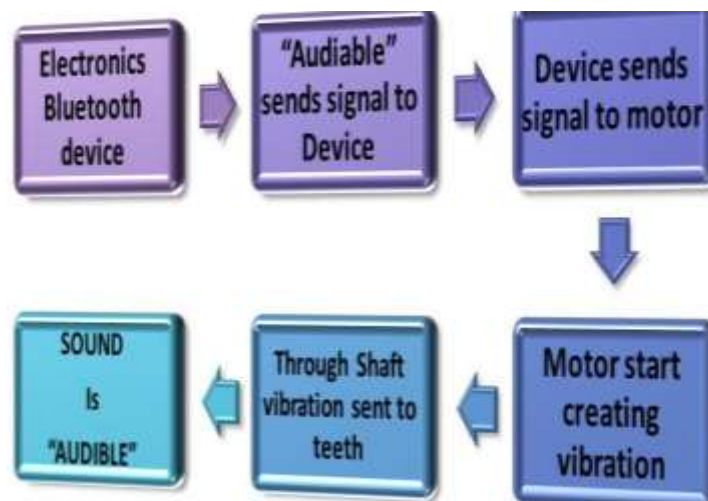 Electronics
Bluetooth
device
“Audiable”
sends signal to
Device
Device sends
signal to motor
Motor start
creating
vibration
Through Shaft
vibration sent to
teeth
SOUND
Is
“AUDIBLE”